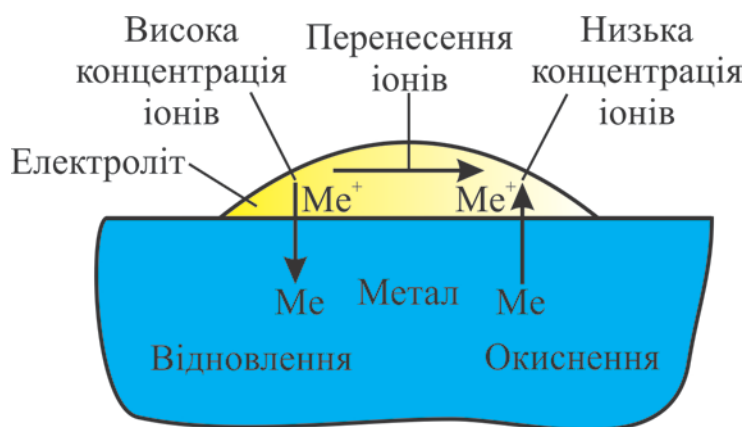 Висока
концентрація
іонів
Перенесення
іонів
Низька
концентрація
іонів
Електроліт
Me⁺
Me⁺
Me
Метал
Me
Відновлення
Окиснення